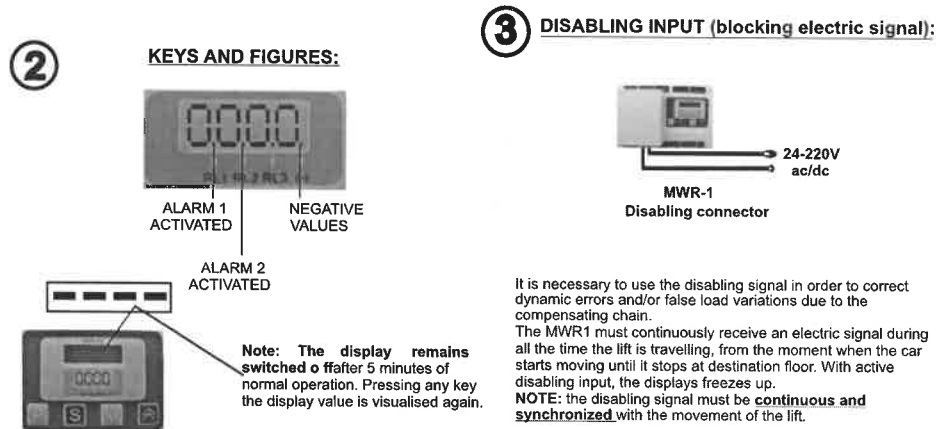 2
KEYS AND FIGURES:
0000
RL1 RL2 RL3 (-)
ALARM 1
ACTIVATED
NEGATIVE
VALUES
ALARM 2
ACTIVATED
0000
S
Note: The display remains
switched o ffafter 5 minutes of
normal operation. Pressing any key
the display value is visualised again.
3
DISABLING INPUT (blocking electric signal):
24-220V
ac/dc
MWR-1
Disabling connector
It is necessary to use the disabling signal in order to correct
dynamic errors and/or false load variations due to the
compensating chain.
The MWR1 must continuously receive an electric signal during
all the time the lift is travelling, from the moment when the car
starts moving until it stops at destination floor. With active
disabling input, the displays freezes up.
NOTE: the disabling signal must be continuous and
synchronized with the movement of the lift.